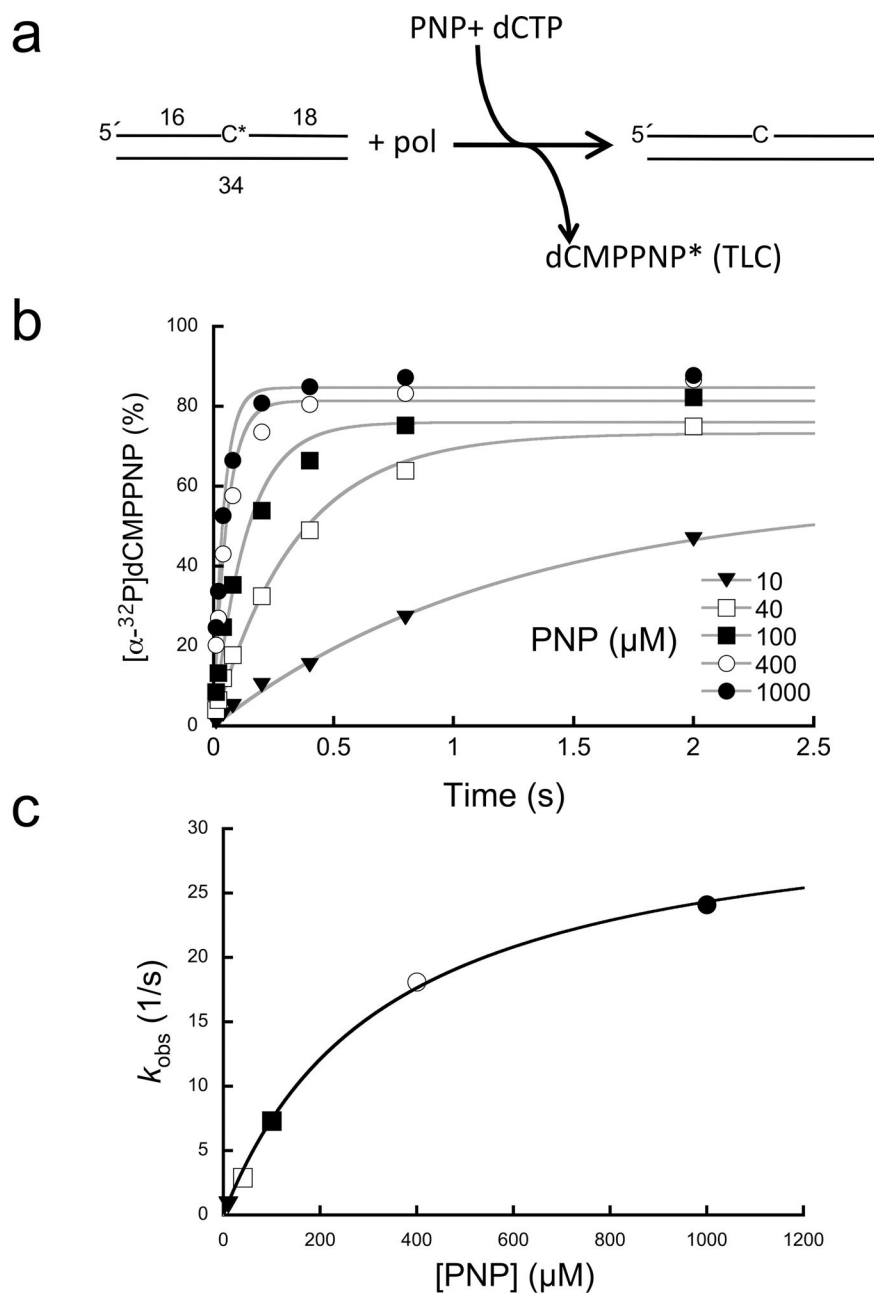 a
PNP+ dCTP
16 18
5´ C* + pol 5´ C
34
dCMPPNP* (TLC)
b
[α-³²P]dCMPPNP (%)
100
80
60
40
20
0
0 0.5 1 1.5 2 2.5
Time (s)
PNP (µM)
10
40
100
400
1000
c
k_obs (1/s)
30
25
20
15
10
5
0
0 200 400 600 800 1000 1200
[PNP] (µM)